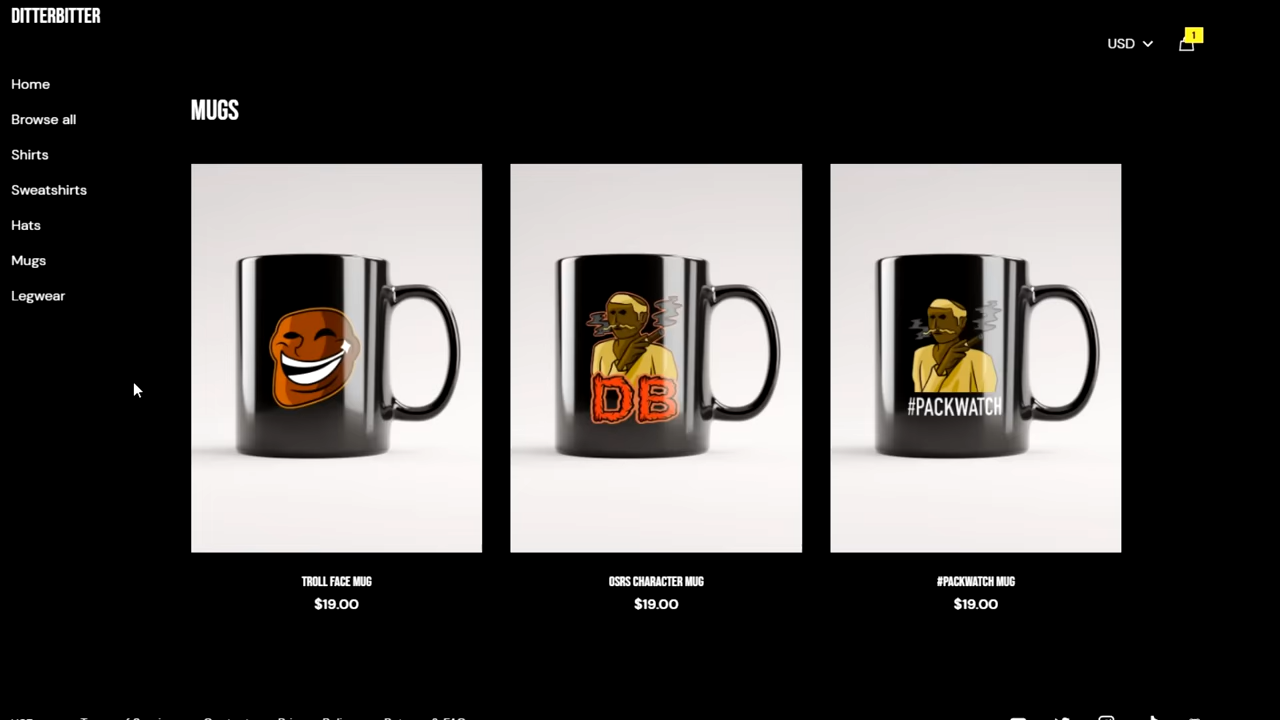 DITTERBITTER
USD
1
Home
Browse all
Shirts
Sweatshirts
Hats
Mugs
Legwear
MUGS
DB
#PACKWATCH
TROLL FACE MUG
$19.00
OSRS CHARACTER MUG
$19.00
#PACKWATCH MUG
$19.00